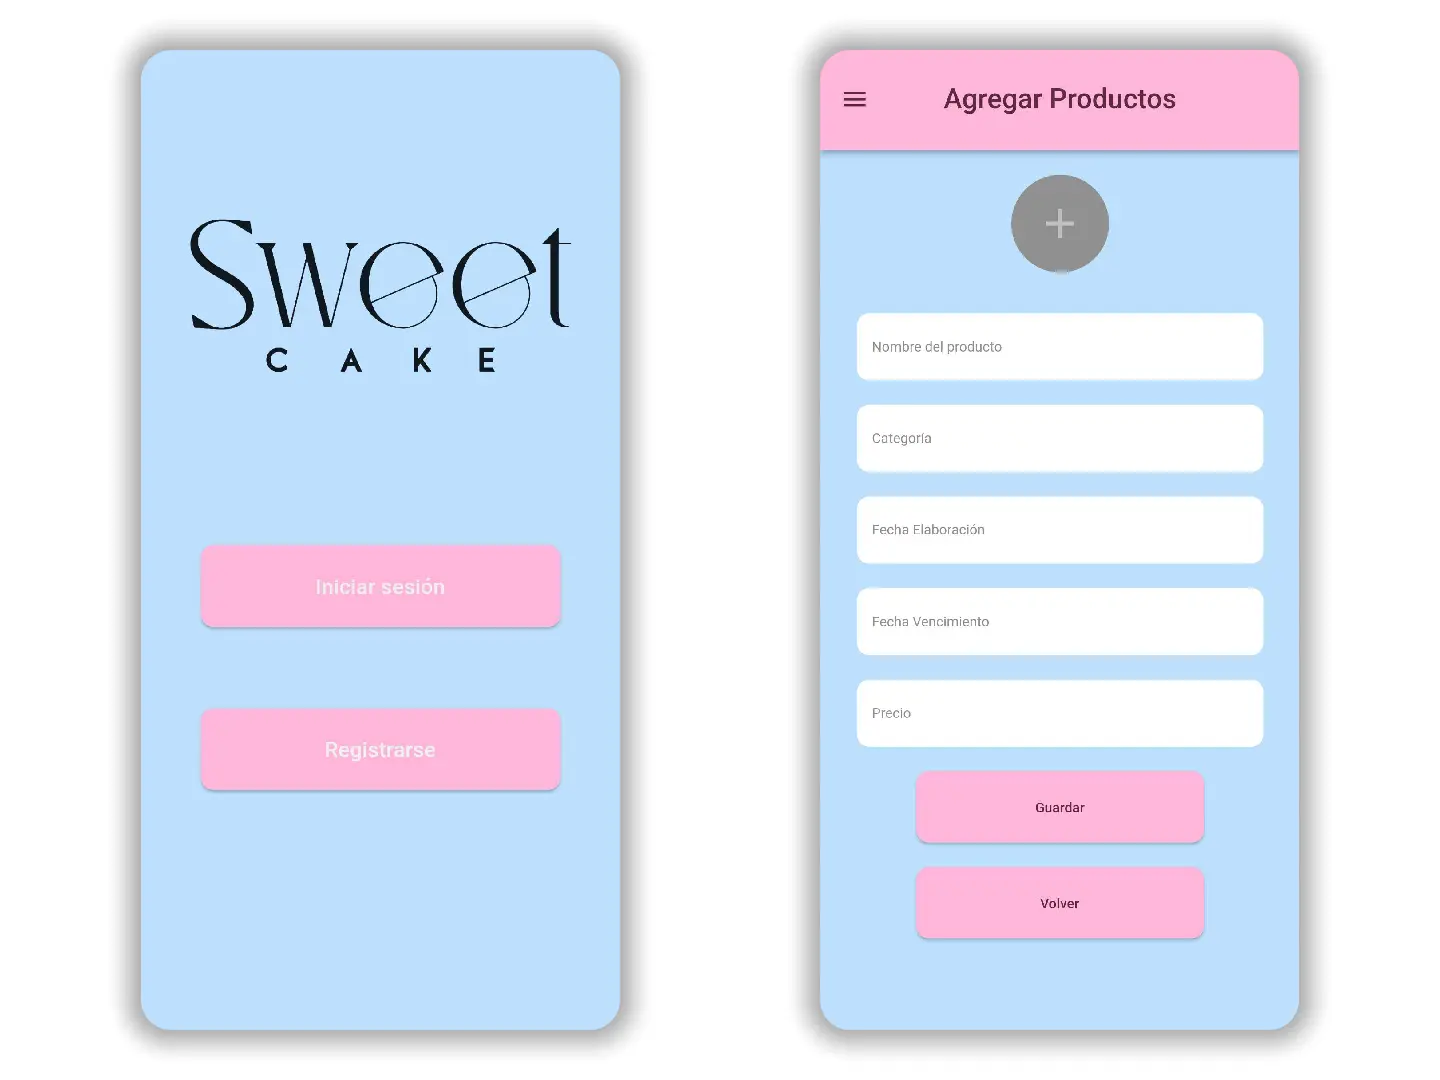 Sweet
CAKE
Iniciar sesión
Registrarse
Agregar Productos
Nombre del producto
Categoría
Fecha Elaboración
Fecha Vencimiento
Precio
Guardar
Volver